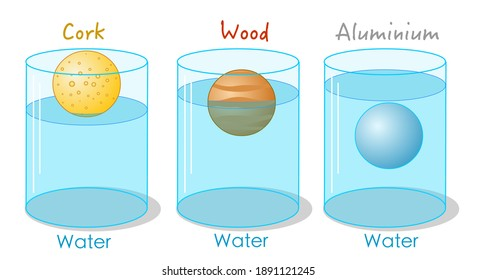 Cork Wood Aluminium
Water Water Water
shutterstock.com · 1891121245